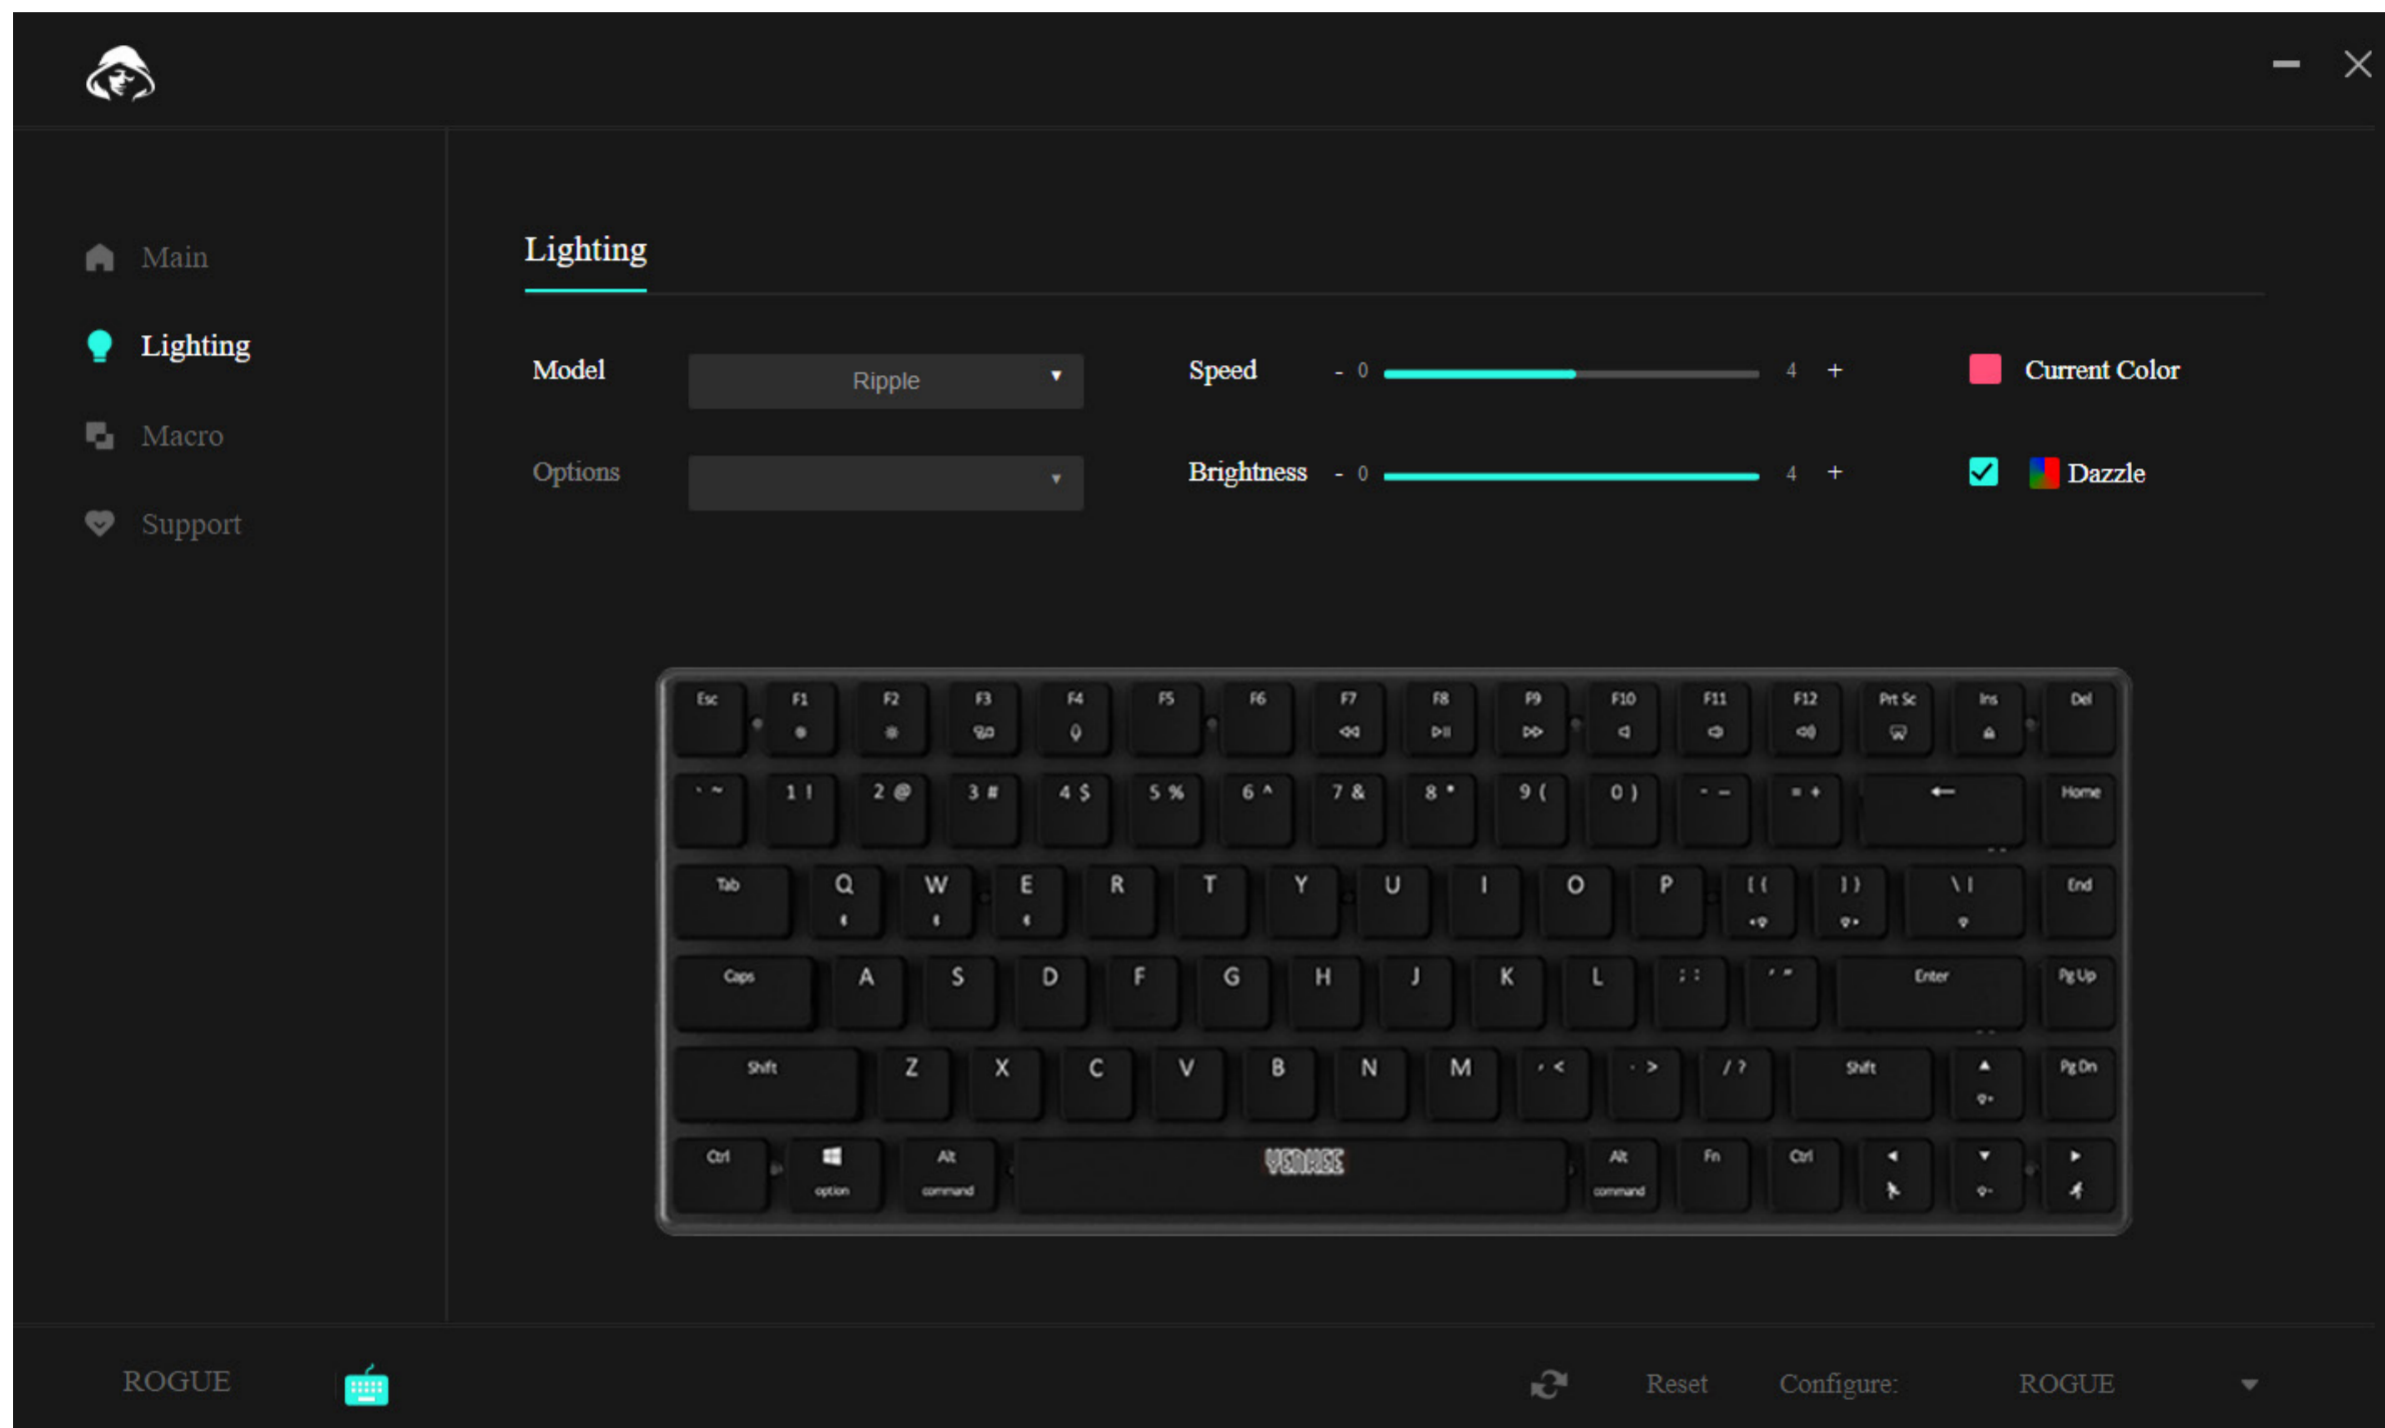 Main
Lighting
Macro
Support
Lighting
Model
Ripple
Speed
- 0
4 +
Current Color
Options
Brightness
- 0
4 +
Dazzle
Esc F1 F2 F3 F4 F5 F6 F7 F8 F9 F10 F11 F12 Prt Sc Ins Del
` ~ 1 ! 2 @ 3 # 4 $ 5 % 6 ^ 7 & 8 * 9 ( 0 ) - _ = + ← Home
Tab Q W E R T Y U I O P [ { ] } \ | End
Caps A S D F G H J K L ; : ' " Enter Pg Up
Shift Z X C V B N M , < . > / ? Shift ▲ Pg Dn
Ctrl option Alt command YENKEE Alt command Fn Ctrl ◄ ▼ ►
ROGUE
Reset
Configure:
ROGUE